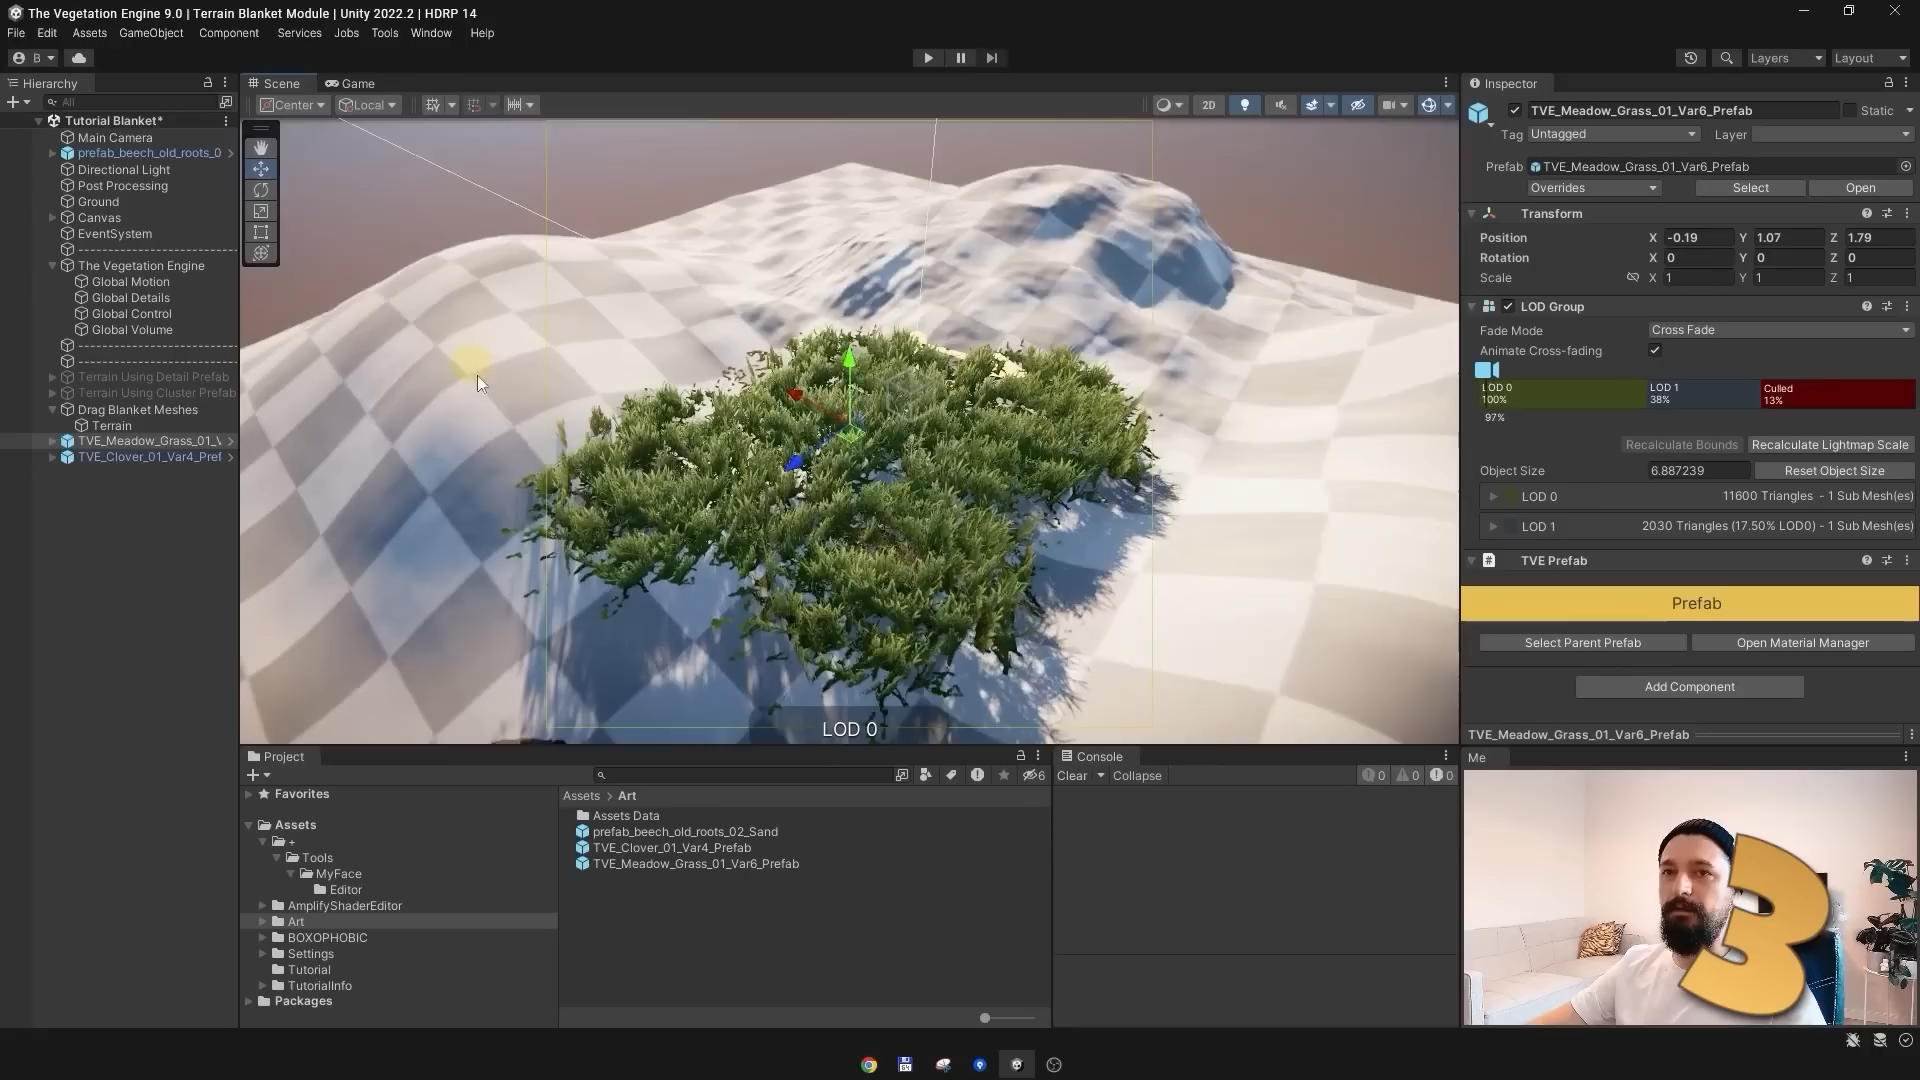 The Vegetation Engine 9.0 | Terrain Blanket Module | Unity 2022.2 | HDRP 14
File Edit Assets GameObject Component Services Jobs Tools Window Help
B
Layers
Layout
Hierarchy
All
Tutorial Blanket*
Main Camera
prefab_beech_old_roots_0
Directional Light
Post Processing
Ground
Canvas
EventSystem
The Vegetation Engine
Global Motion
Global Details
Global Control
Global Volume
Terrain Using Detail Prefab
Terrain Using Cluster Prefab
Drag Blanket Meshes
Terrain
TVE_Meadow_Grass_01_V
TVE_Clover_01_Var4_Pref
Scene
Game
Center
Local
2D
LOD 0
Inspector
TVE_Meadow_Grass_01_Var6_Prefab
Static
Tag
Untagged
Layer
Prefab
TVE_Meadow_Grass_01_Var6_Prefab
Overrides
Select
Open
Transform
Position X -0.19 Y 1.07 Z 1.79
Rotation X 0 Y 0 Z 0
Scale X 1 Y 1 Z 1
LOD Group
Fade Mode
Cross Fade
Animate Cross-fading
LOD 0
100%
LOD 1
38%
Culled
13%
97%
Recalculate Bounds
Recalculate Lightmap Scale
Object Size
6.887239
Reset Object Size
LOD 0
11600 Triangles - 1 Sub Mesh(es)
LOD 1
2030 Triangles (17.50% LOD0) - 1 Sub Mesh(es)
TVE Prefab
Prefab
Select Parent Prefab
Open Material Manager
Add Component
TVE_Meadow_Grass_01_Var6_Prefab
Me
3
Project
6
Favorites
Assets
+
Tools
MyFace
Editor
AmplifyShaderEditor
Art
BOXOPHOBIC
Settings
Tutorial
TutorialInfo
Packages
Assets > Art
Assets Data
prefab_beech_old_roots_02_Sand
TVE_Clover_01_Var4_Prefab
TVE_Meadow_Grass_01_Var6_Prefab
Console
Clear
Collapse
0
0
0
64